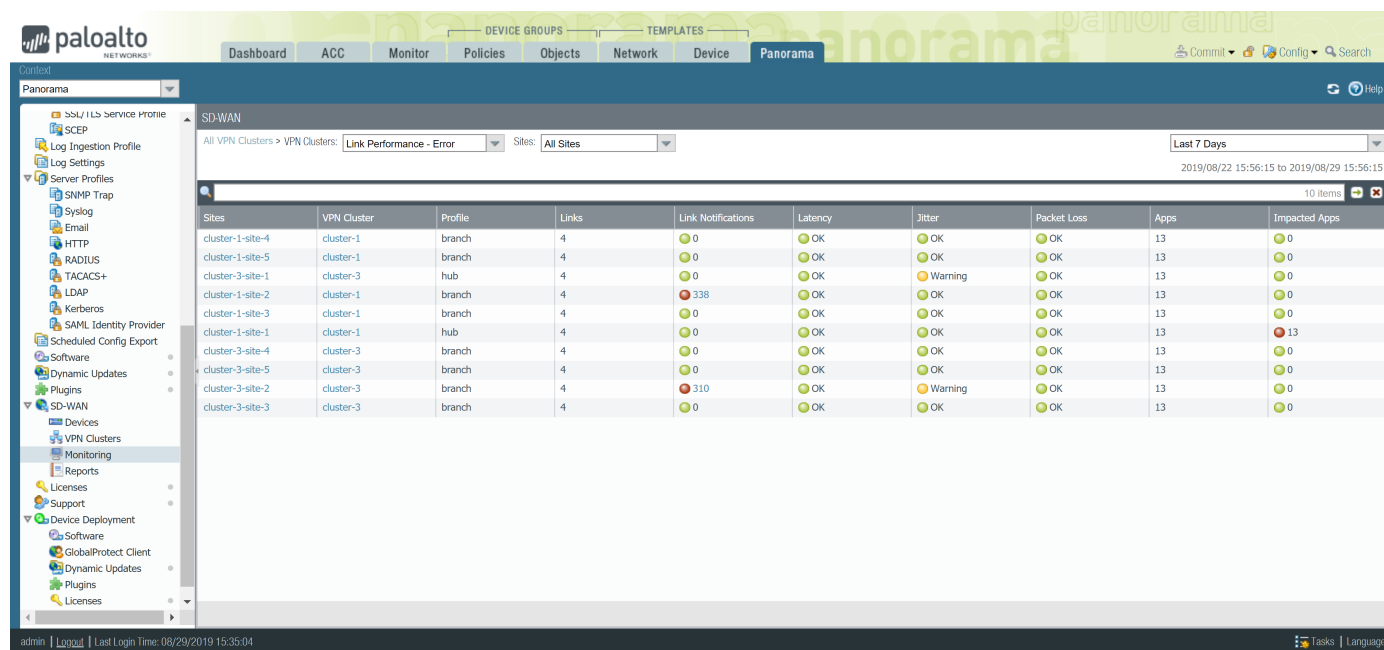 panorama
panorama
panorama
paloalto
NETWORKS
DEVICE GROUPS
TEMPLATES
Dashboard ACC Monitor Policies Objects Network Device Panorama
Commit Config Search
Context
Panorama
Help
SSL/TLS Service Profile
SCEP
Log Ingestion Profile
Log Settings
Server Profiles
SNMP Trap
Syslog
Email
HTTP
RADIUS
TACACS+
LDAP
Kerberos
SAML Identity Provider
Scheduled Config Export
Software
Dynamic Updates
Plugins
SD-WAN
Devices
VPN Clusters
Monitoring
Reports
Licenses
Support
Device Deployment
Software
GlobalProtect Client
Dynamic Updates
Plugins
Licenses
SD-WAN
All VPN Clusters > VPN Clusters: Link Performance - Error Sites: All Sites Last 7 Days
2019/08/22 15:56:15 to 2019/08/29 15:56:15
10 items
Sites VPN Cluster Profile Links Link Notifications Latency Jitter Packet Loss Apps Impacted Apps
cluster-1-site-4 cluster-1 branch 4 0 OK OK OK 13 0
cluster-1-site-5 cluster-1 branch 4 0 OK OK OK 13 0
cluster-3-site-1 cluster-3 hub 4 0 OK Warning OK 13 0
cluster-1-site-2 cluster-1 branch 4 338 OK OK OK 13 0
cluster-1-site-3 cluster-1 branch 4 0 OK OK OK 13 0
cluster-1-site-1 cluster-1 hub 4 0 OK OK OK 13 13
cluster-3-site-4 cluster-3 branch 4 0 OK OK OK 13 0
cluster-3-site-5 cluster-3 branch 4 0 OK OK OK 13 0
cluster-3-site-2 cluster-3 branch 4 310 OK Warning OK 13 0
cluster-3-site-3 cluster-3 branch 4 0 OK OK OK 13 0
admin | Logout | Last Login Time: 08/29/2019 15:35:04
Tasks | Language